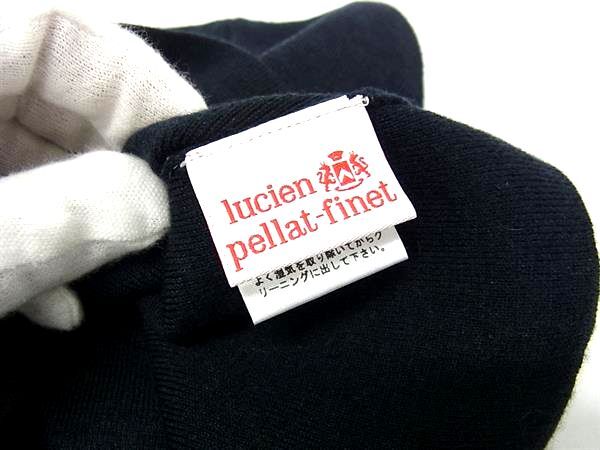 lucien
pellat-finet
よく湿気を取り除いてからク
リーニングに出して下さい。